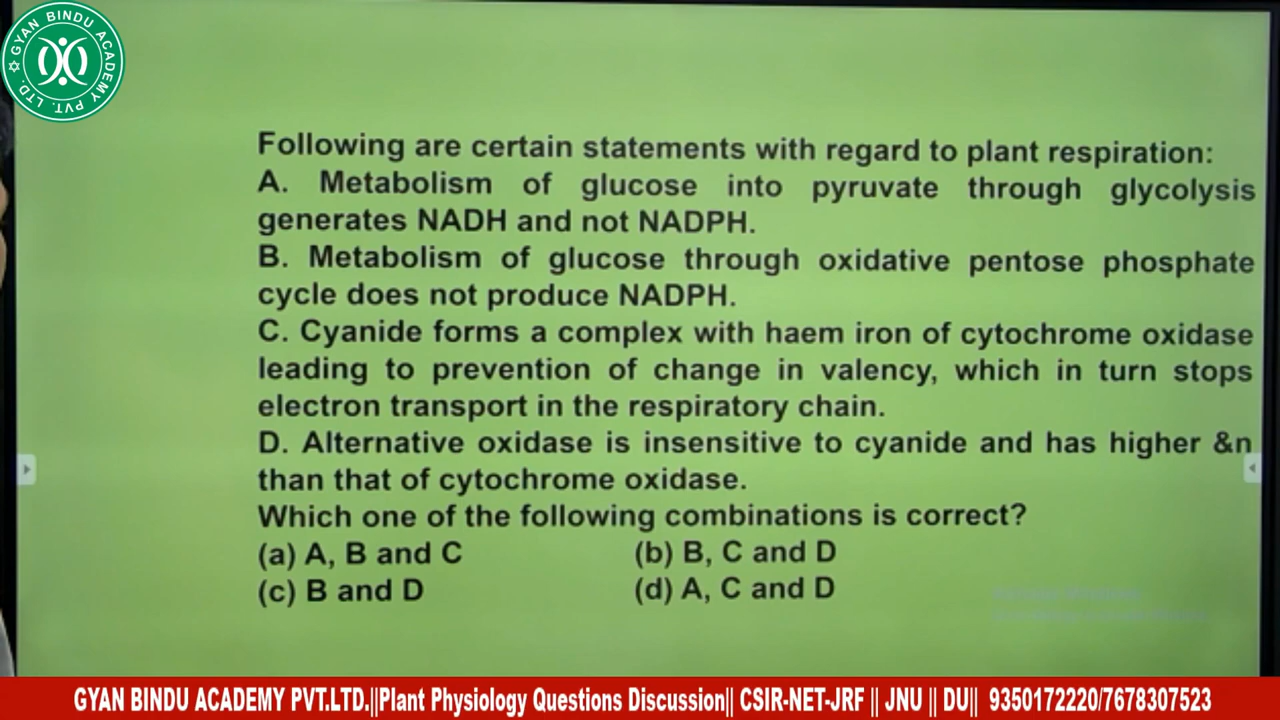 GYAN BINDU ACADEMY PVT. LTD.
Following are certain statements with regard to plant respiration:
A. Metabolism of glucose into pyruvate through glycolysis
generates NADH and not NADPH.
B. Metabolism of glucose through oxidative pentose phosphate
cycle does not produce NADPH.
C. Cyanide forms a complex with haem iron of cytochrome oxidase
leading to prevention of change in valency, which in turn stops
electron transport in the respiratory chain.
D. Alternative oxidase is insensitive to cyanide and has higher &n
than that of cytochrome oxidase.
Which one of the following combinations is correct?
(a) A, B and C (b) B, C and D
(c) B and D (d) A, C and D
GYAN BINDU ACADEMY PVT.LTD.||Plant Physiology Questions Discussion|| CSIR-NET-JRF || JNU || DU|| 9350172220/7678307523